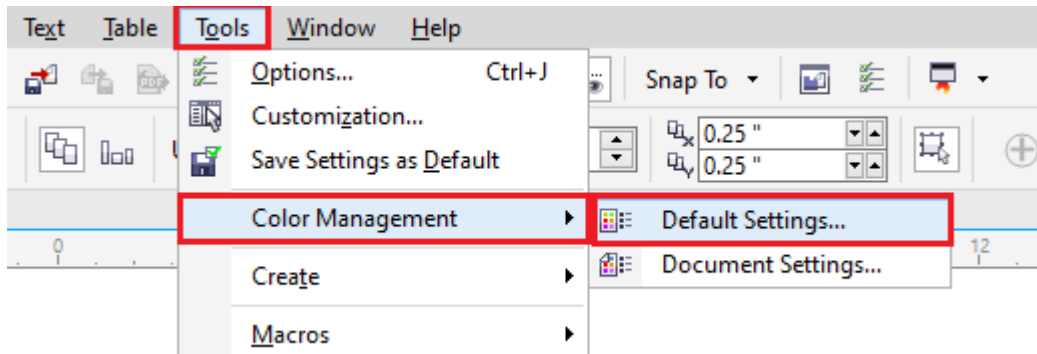 Text Table Tools Window Help
Options... Ctrl+J
Snap To
Customization...
0.25 "
Save Settings as Default
0.25 "
Color Management
Default Settings...
0
12
Document Settings...
Create
Macros